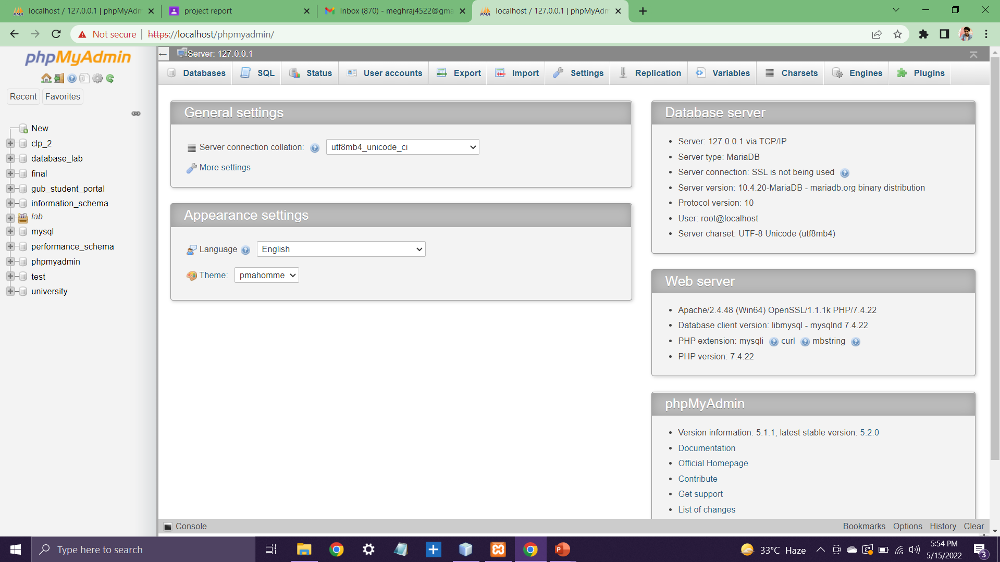 localhost / 127.0.0.1 | phpMyAdm
project report
Inbox (870) - meghraj4522@gma
localhost / 127.0.0.1 | phpMyAdm
Not secure | https://localhost/phpmyadmin/
phpMyAdmin
Recent Favorites
New
clp_2
database_lab
final
gub_student_portal
information_schema
lab
mysql
performance_schema
phpmyadmin
test
university
Server: 127.0.0.1
Databases SQL Status User accounts Export Import Settings Replication Variables Charsets Engines Plugins
General settings
Server connection collation: utf8mb4_unicode_ci
More settings
Appearance settings
Language English
Theme: pmahomme
Database server
Server: 127.0.0.1 via TCP/IP
Server type: MariaDB
Server connection: SSL is not being used
Server version: 10.4.20-MariaDB - mariadb.org binary distribution
Protocol version: 10
User: root@localhost
Server charset: UTF-8 Unicode (utf8mb4)
Web server
Apache/2.4.48 (Win64) OpenSSL/1.1.1k PHP/7.4.22
Database client version: libmysql - mysqlnd 7.4.22
PHP extension: mysqli curl mbstring
PHP version: 7.4.22
phpMyAdmin
Version information: 5.1.1, latest stable version: 5.2.0
Documentation
Official Homepage
Contribute
Get support
List of changes
Console
Bookmarks Options History Clear
Type here to search
33°C Haze
5:54 PM
5/15/2022
3